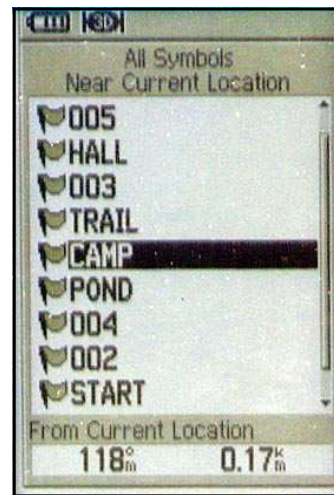 3D
All Symbols
Near Current Location
005
HALL
003
TRAIL
CAMP
POND
004
002
START
From Current Location
118°m 0.17km